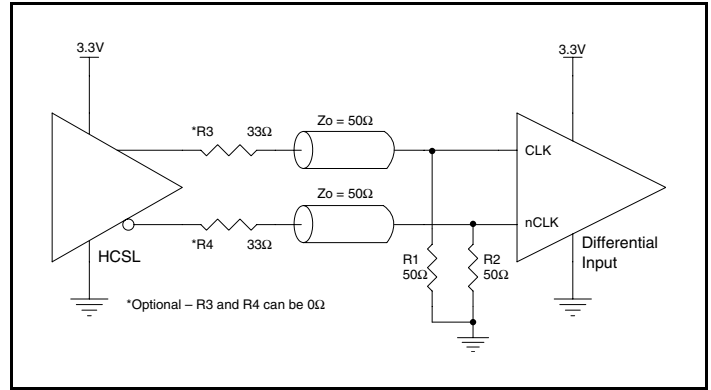 3.3V
3.3V
*R3 33Ω
Zo = 50Ω
CLK
Zo = 50Ω
nCLK
*R4 33Ω
HCSL
R1
50Ω
R2
50Ω
Differential
Input
*Optional – R3 and R4 can be 0Ω